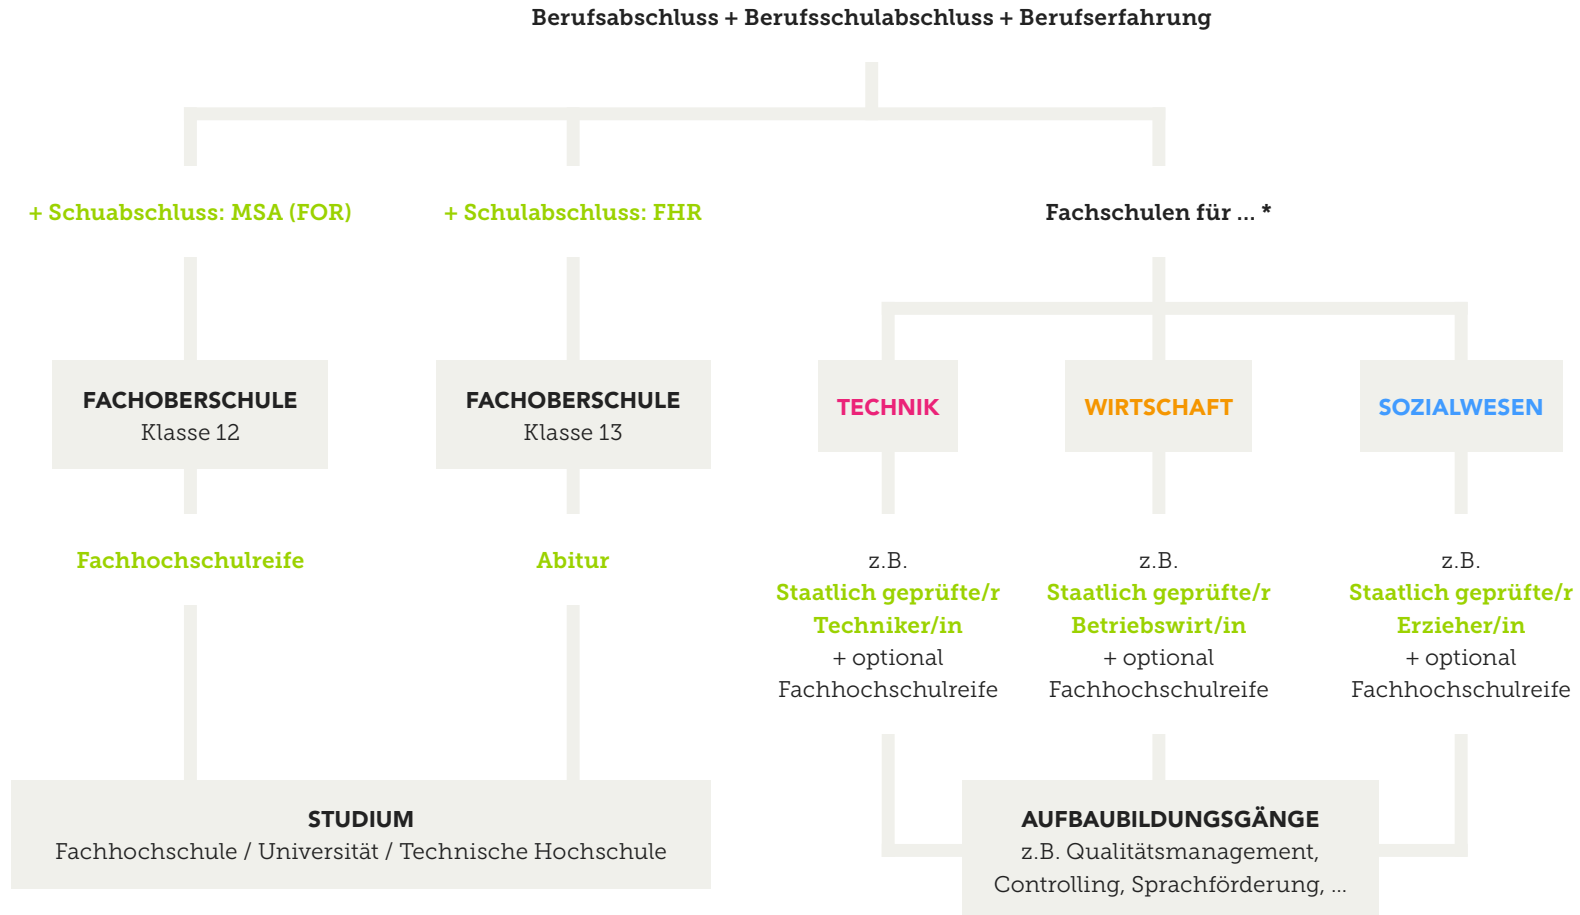 Berufsabschluss + Berufsschulabschluss + Berufserfahrung
+ Schuabschluss: MSA (FOR)
+ Schulabschluss: FHR
Fachschulen für ... *
FACHOBERSCHULE
Klasse 12
FACHOBERSCHULE
Klasse 13
TECHNIK
WIRTSCHAFT
SOZIALWESEN
Fachhochschulreife
Abitur
z.B.
Staatlich geprüfte/r
Techniker/in
+ optional
Fachhochschulreife
z.B.
Staatlich geprüfte/r
Betriebswirt/in
+ optional
Fachhochschulreife
z.B.
Staatlich geprüfte/r
Erzieher/in
+ optional
Fachhochschulreife
STUDIUM
Fachhochschule / Universität / Technische Hochschule
AUFBAUBILDUNGSGÄNGE
z.B. Qualitätsmanagement,
Controlling, Sprachförderung, ...